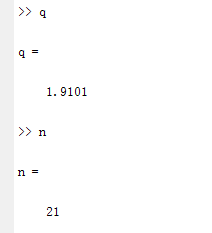 >> q
q =
1.9101
>> n
n =
21